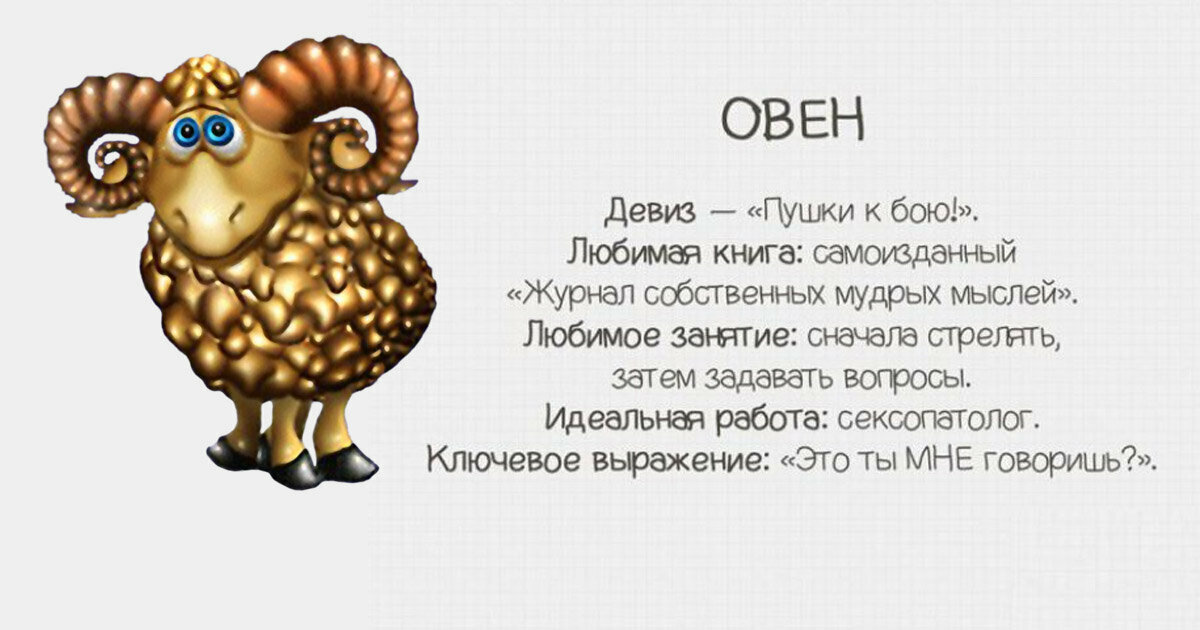 ОВЕН
Девиз — «Пушки к бою!».
Любимая книга: самоизданный
«Журнал собственных мудрых мыслей».
Любимое занятие: сначала стрелять,
затем задавать вопросы.
Идеальная работа: сексопатолог.
Ключевое выражение: «Это ты МНЕ говоришь?».